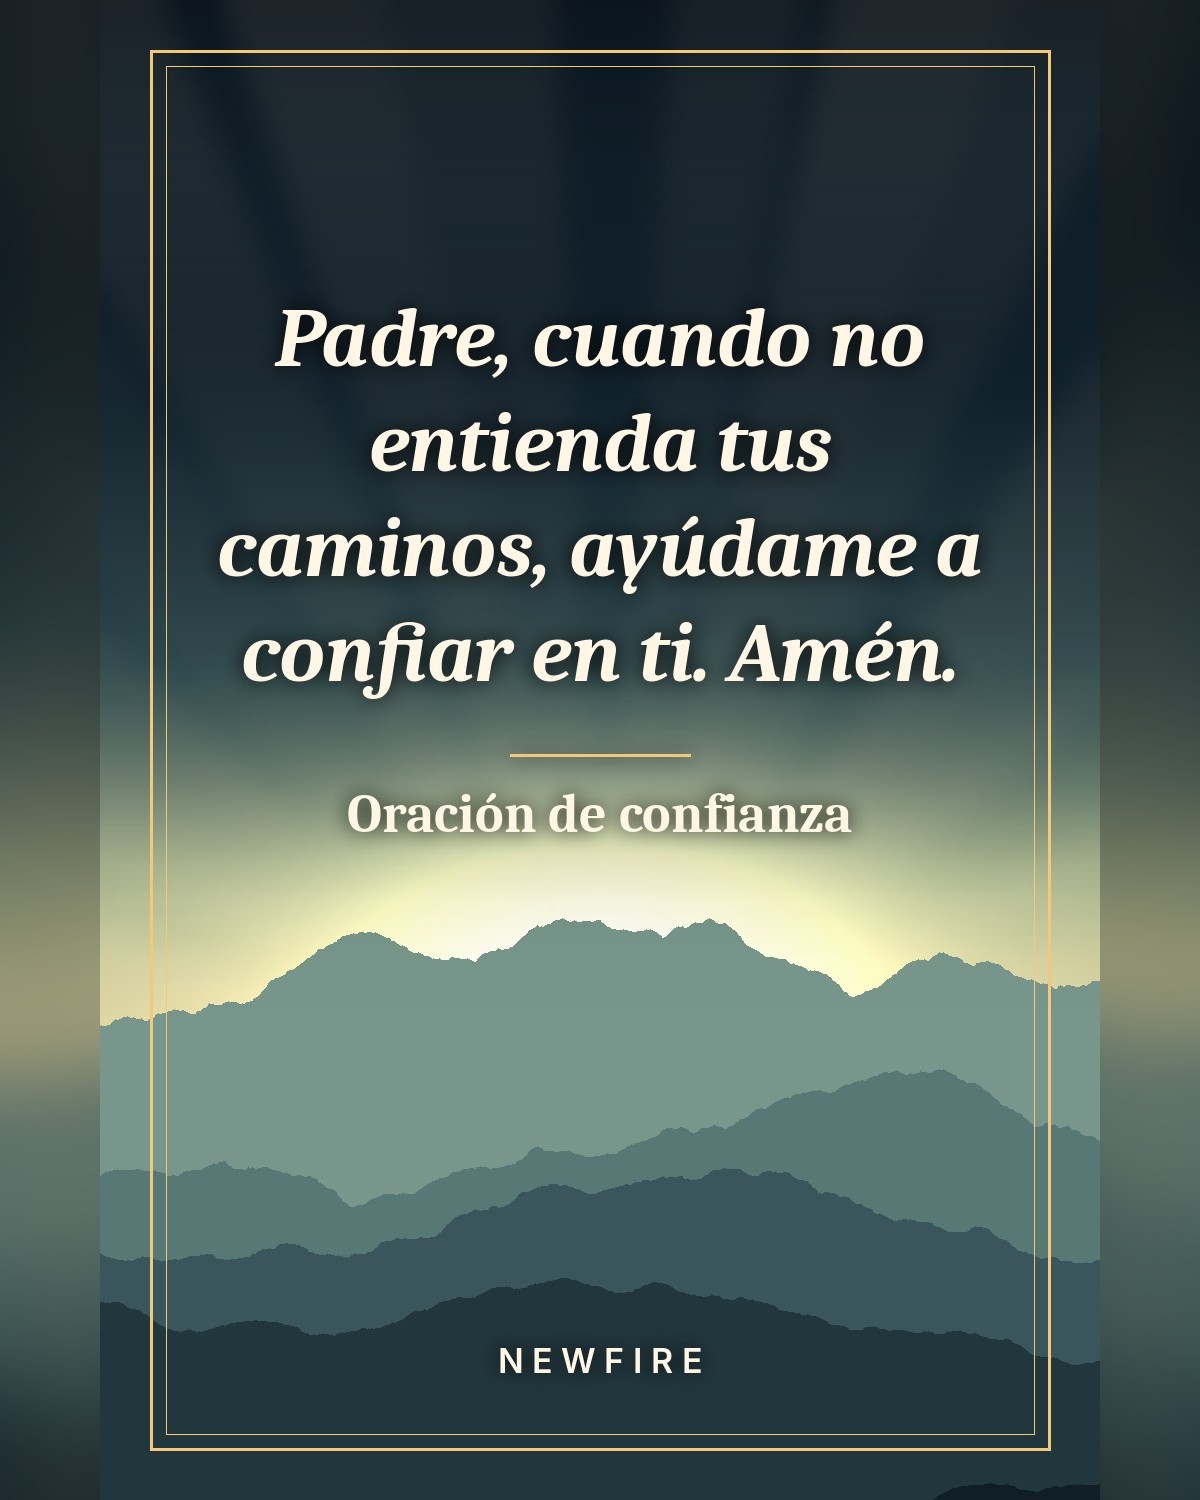 Padre, cuando no
entienda tus
caminos, ayúdame a
confiar en ti. Amén.
Oración de confianza
NEWFIRE